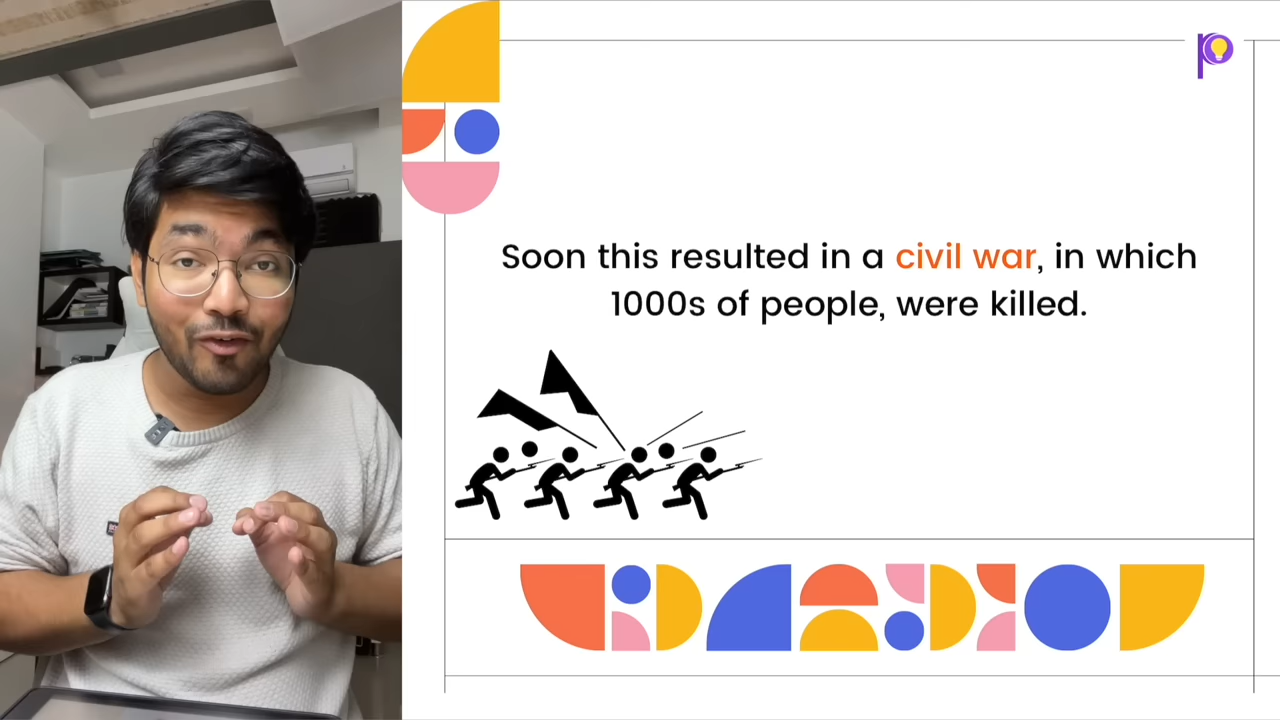 Soon this resulted in a civil war, in which
1000s of people, were killed.